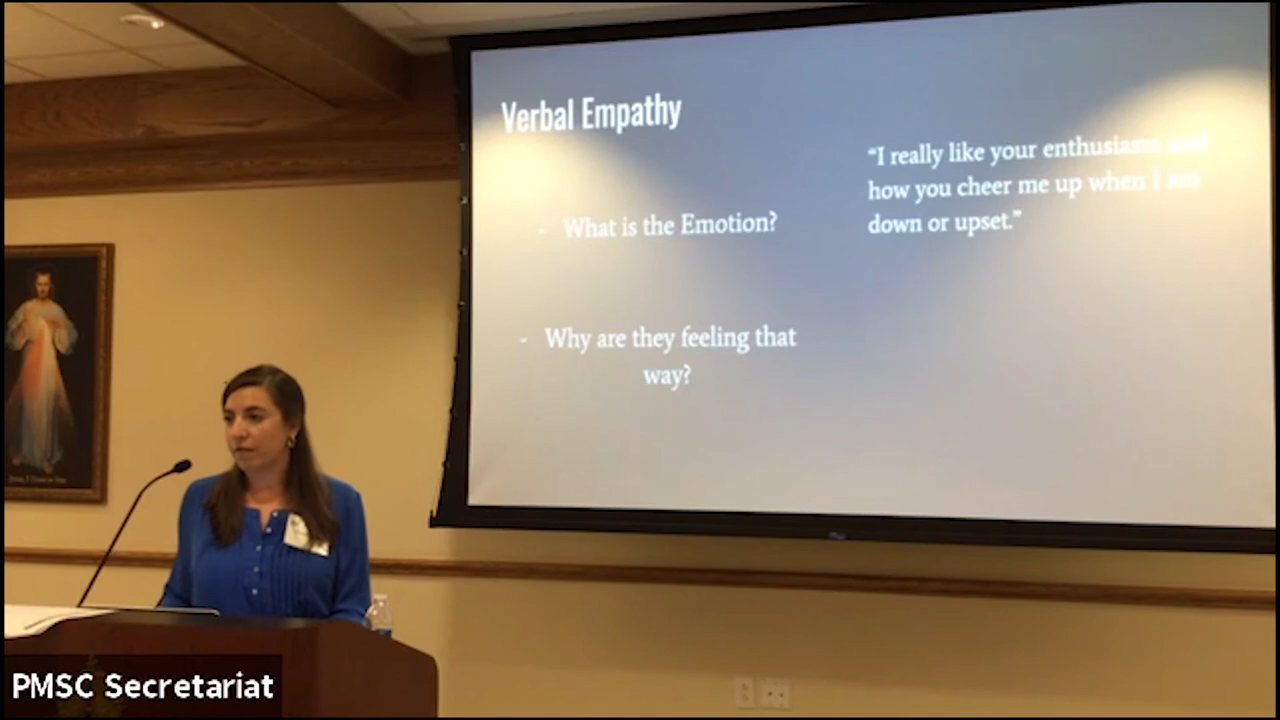 Verbal Empathy
- What is the Emotion?
- Why are they feeling that
way?
“I really like your enthusiasm and
how you cheer me up when I am
down or upset.”
PMSC Secretariat